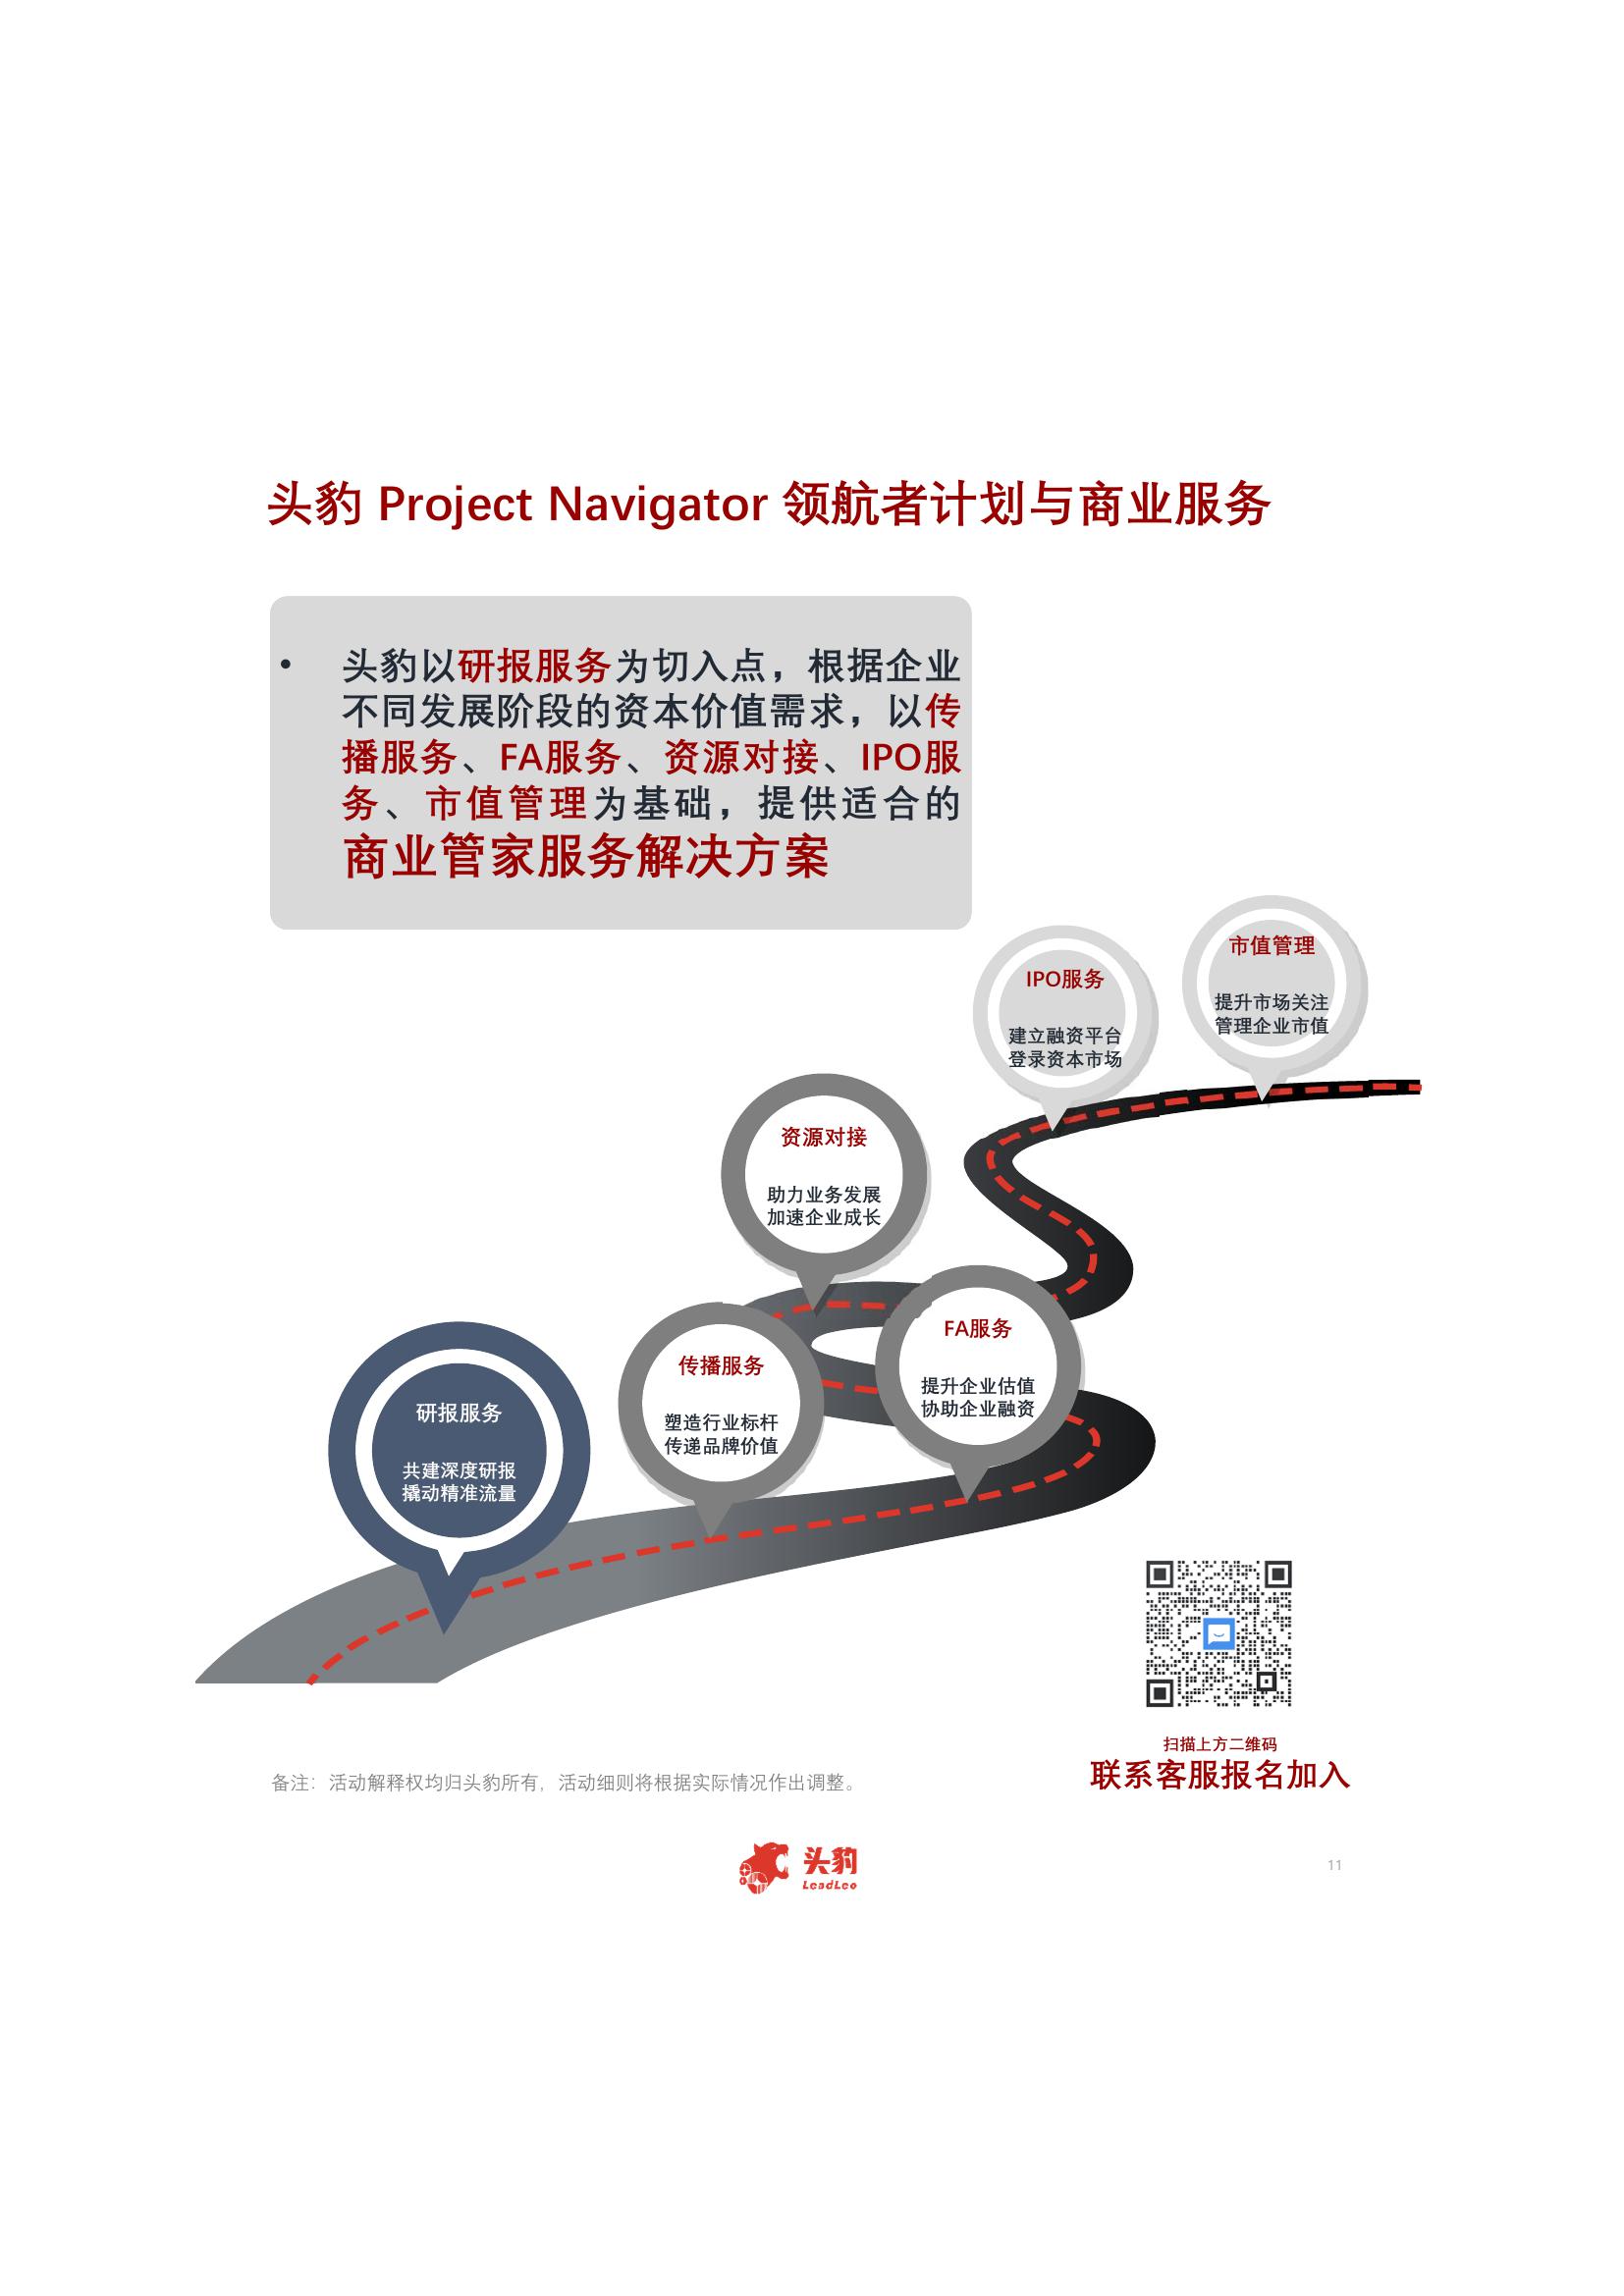 头豹 Project Navigator 领航者计划与商业服务
• 头豹以研报服务为切入点，根据企业
不同发展阶段的资本价值需求，以传
播服务、FA服务、资源对接、IPO服
务、市值管理为基础，提供适合的
商业管家服务解决方案
市值管理
提升市场关注
管理企业市值
IPO服务
建立融资平台
登录资本市场
资源对接
助力业务发展
加速企业成长
FA服务
提升企业估值
协助企业融资
传播服务
塑造行业标杆
传递品牌价值
研报服务
共建深度研报
撬动精准流量
扫描上方二维码
联系客服报名加入
备注：活动解释权均归头豹所有，活动细则将根据实际情况作出调整。
头豹
LeadLeo
11